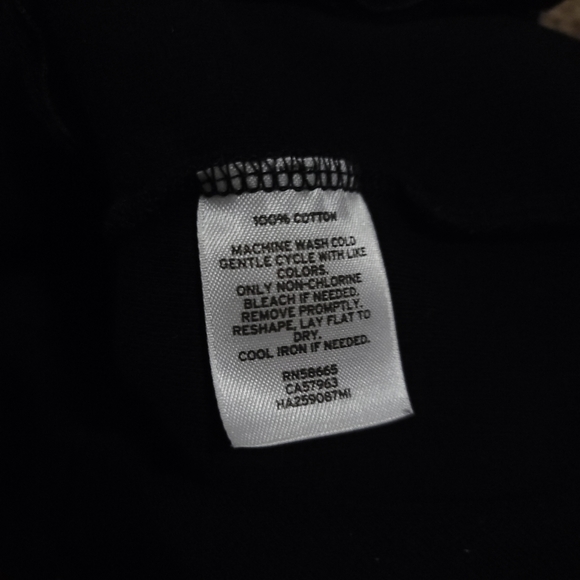 100% COTTON
MACHINE WASH COLD
GENTLE CYCLE WITH LIKE
COLORS.
ONLY NON-CHLORINE
BLEACH IF NEEDED.
REMOVE PROMPTLY.
RESHAPE, LAY FLAT TO
DRY.
COOL IRON IF NEEDED.
RN58665
CA57963
HA259087MI